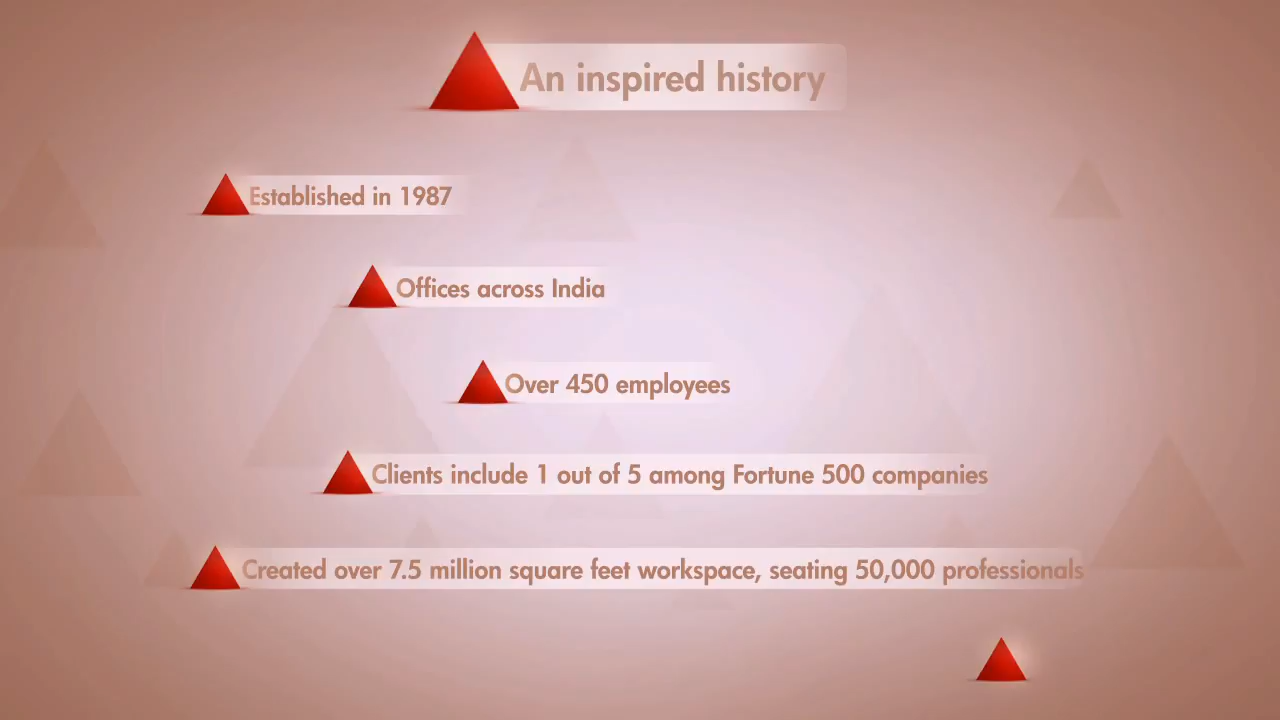 An inspired history
Established in 1987
Offices across India
Over 450 employees
Clients include 1 out of 5 among Fortune 500 companies
Created over 7.5 million square feet workspace, seating 50,000 professionals